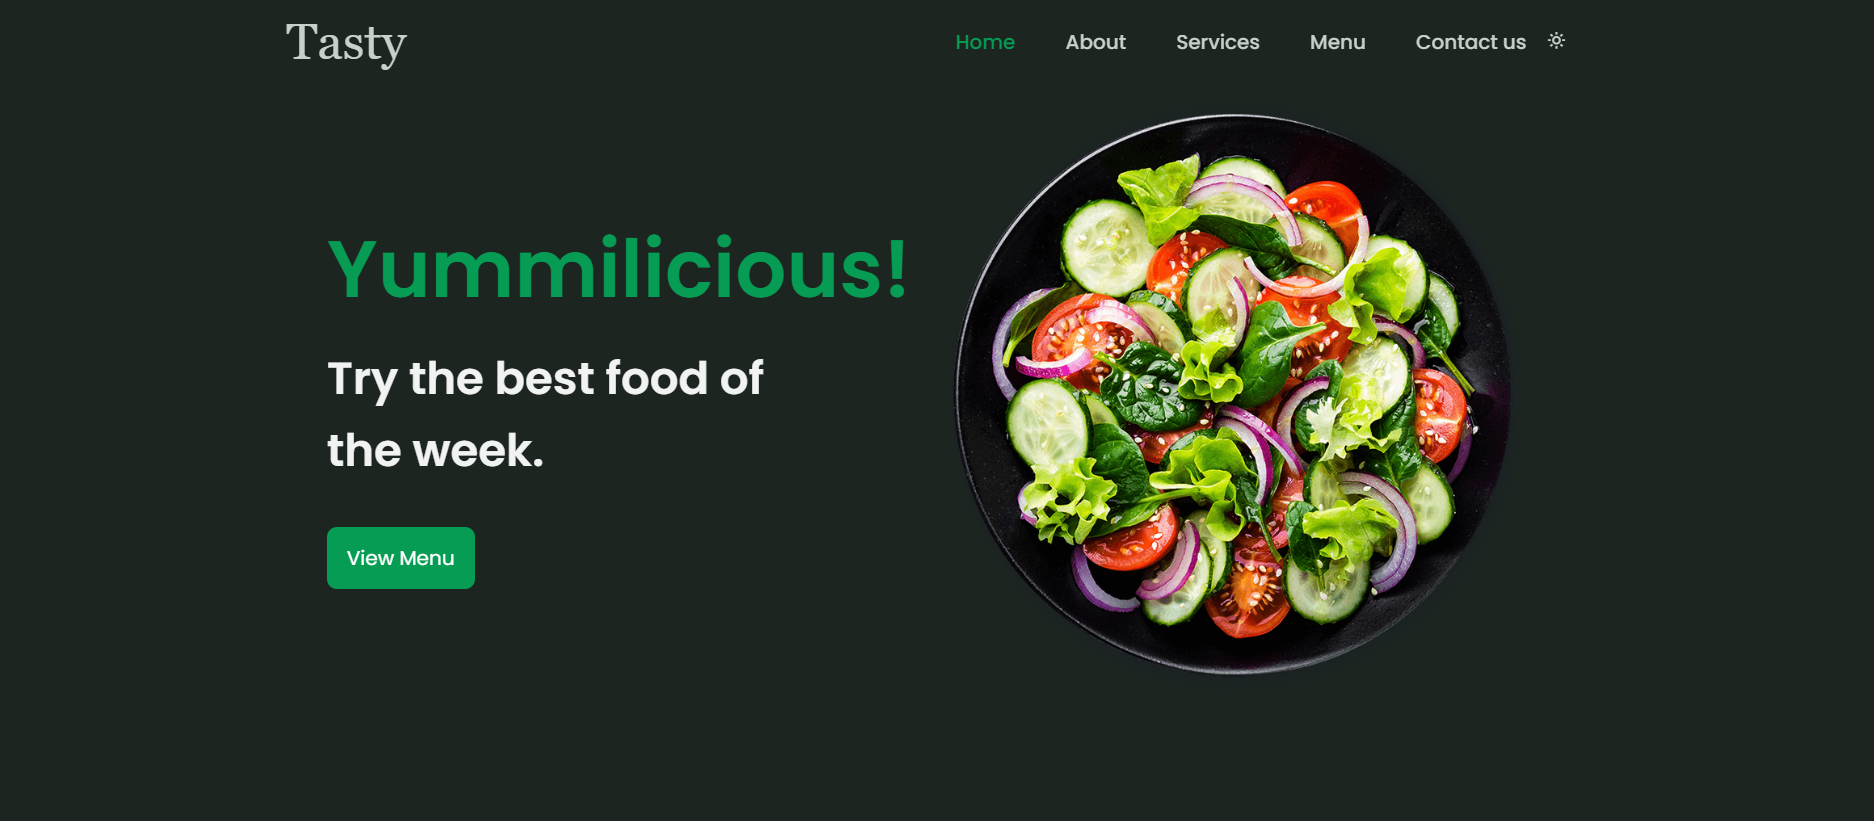 Tasty
Home About Services Menu Contact us
Yummilicious!
Try the best food of
the week.
View Menu